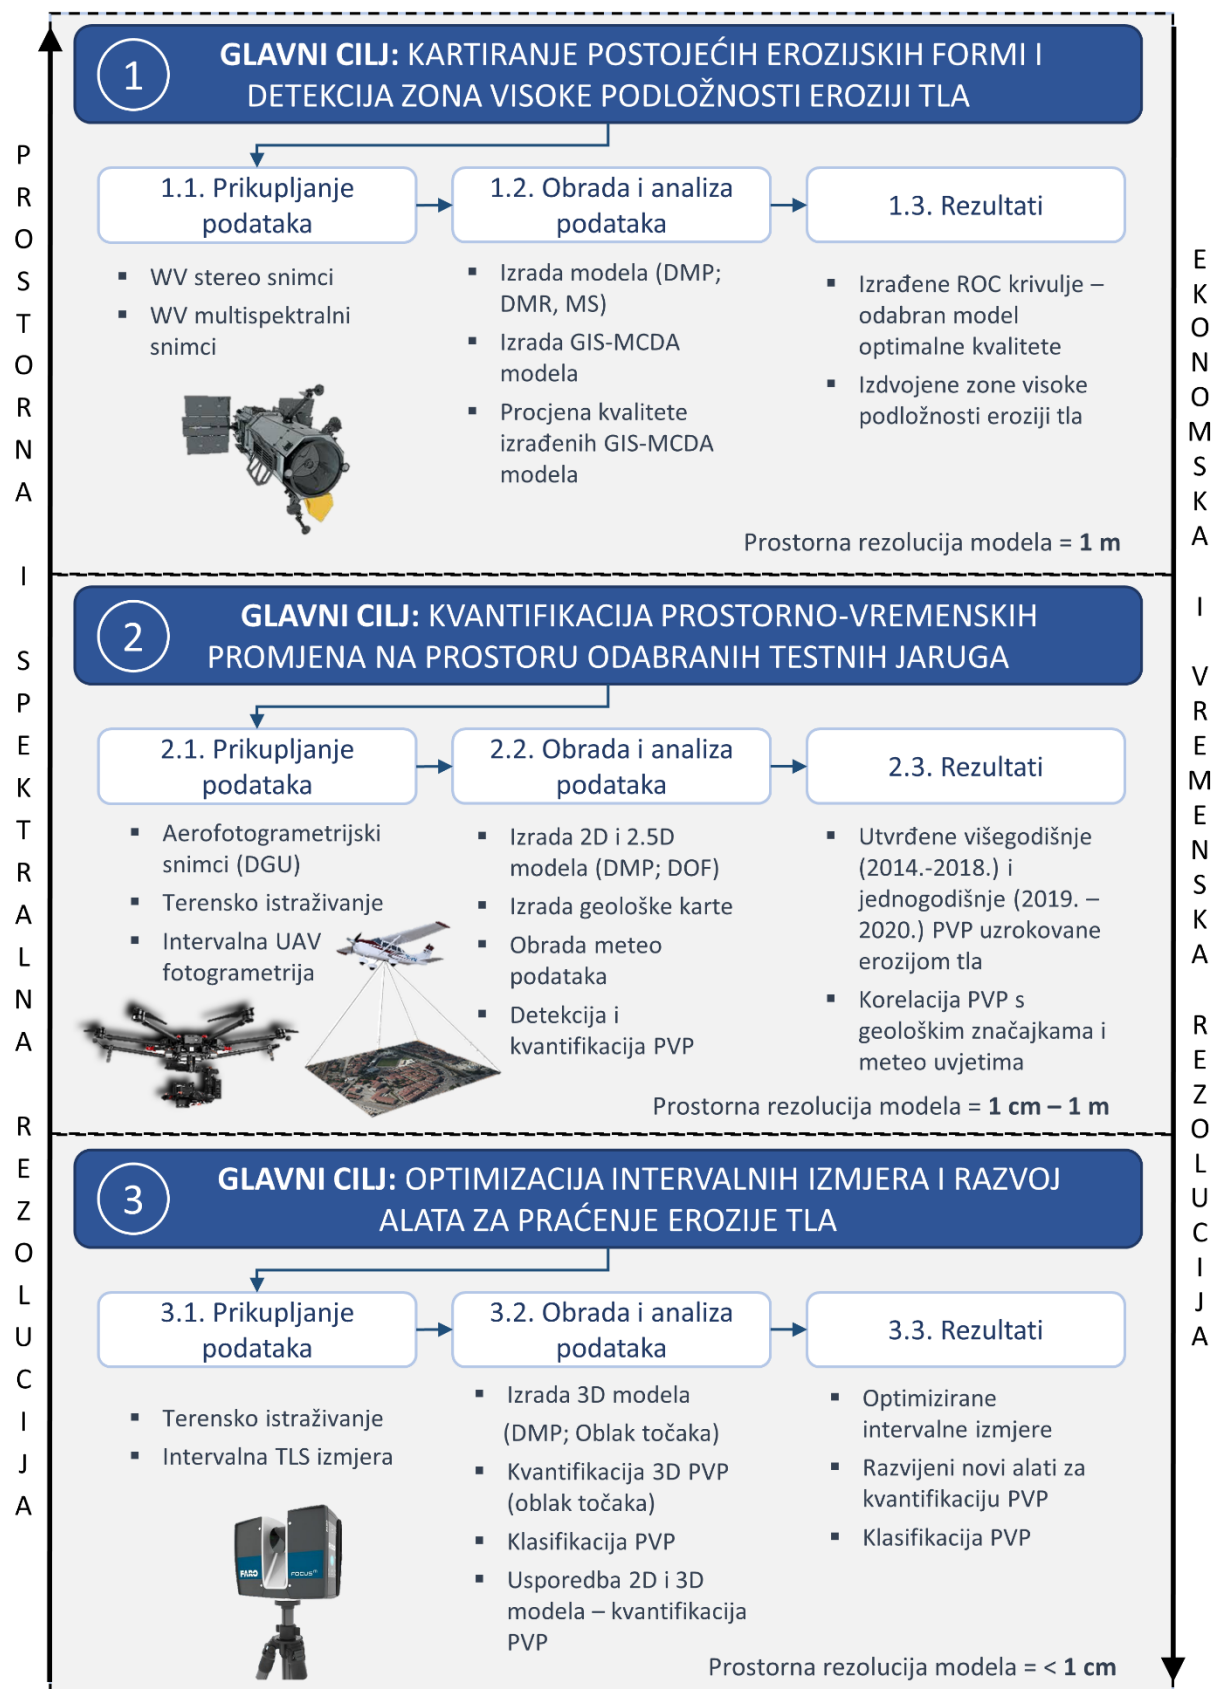 1
GLAVNI CILJ: KARTIRANJE POSTOJEĆIH EROZIJSKIH FORMI I
DETEKCIJA ZONA VISOKE PODLOŽNOSTI EROZIJI TLA
1.1. Prikupljanje
podataka
1.2. Obrada i analiza
podataka
1.3. Rezultati
▪ WV stereo snimci
▪ WV multispektralni
snimci
▪ Izrada modela (DMP;
DMR, MS)
▪ Izrada GIS-MCDA
modela
▪ Procjena kvalitete
izrađenih GIS-MCDA
modela
▪ Izrađene ROC krivulje –
odabran model
optimalne kvalitete
▪ Izdvojene zone visoke
podložnosti eroziji tla
Prostorna rezolucija modela = 1 m
2
GLAVNI CILJ: KVANTIFIKACIJA PROSTORNO-VREMENSKIH
PROMJENA NA PROSTORU ODABRANIH TESTNIH JARUGA
2.1. Prikupljanje
podataka
2.2. Obrada i analiza
podataka
2.3. Rezultati
▪ Aerofotogrametrijski
snimci (DGU)
▪ Terensko istraživanje
▪ Intervalna UAV
fotogrametrija
▪ Izrada 2D i 2.5D
modela (DMP; DOF)
▪ Izrada geološke karte
▪ Obrada meteo
podataka
▪ Detekcija i
kvantifikacija PVP
▪ Utvrđene višegodišnje
(2014.-2018.) i
jednogodišnje (2019. –
2020.) PVP uzrokovane
erozijom tla
▪ Korelacija PVP s
geološkim značajkama i
meteo uvjetima
Prostorna rezolucija modela = 1 cm – 1 m
3
GLAVNI CILJ: OPTIMIZACIJA INTERVALNIH IZMJERA I RAZVOJ
ALATA ZA PRAĆENJE EROZIJE TLA
3.1. Prikupljanje
podataka
3.2. Obrada i analiza
podataka
3.3. Rezultati
▪ Terensko istraživanje
▪ Intervalna TLS izmjera
FARO
FOCUS
▪ Izrada 3D modela
(DMP; Oblak točaka)
▪ Kvantifikacija 3D PVP
(oblak točaka)
▪ Klasifikacija PVP
▪ Usporedba 2D i 3D
modela – kvantifikacija
PVP
▪ Optimizirane
intervalne izmjere
▪ Razvijeni novi alati za
kvantifikaciju PVP
▪ Klasifikacija PVP
Prostorna rezolucija modela = < 1 cm
PROSTORNA I SPEKTRALNA REZOLUCIJA
EKONOMSKA I VREMENSKA REZOLUCIJA